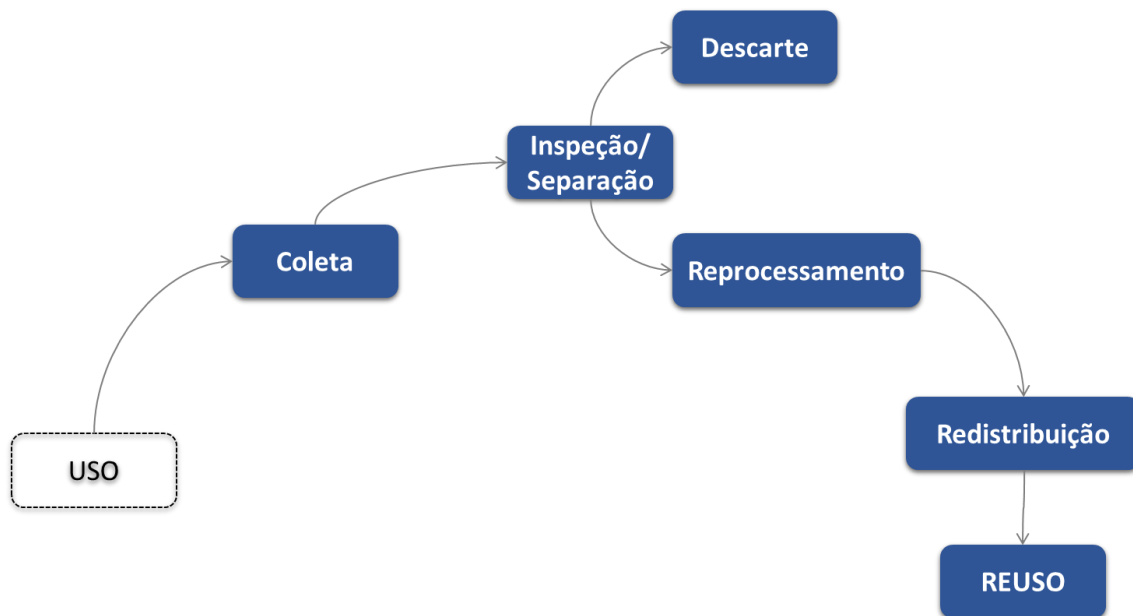 Descarte
Inspeção/
Separação
Coleta
Reprocessamento
Redistribuição
USO
REUSO